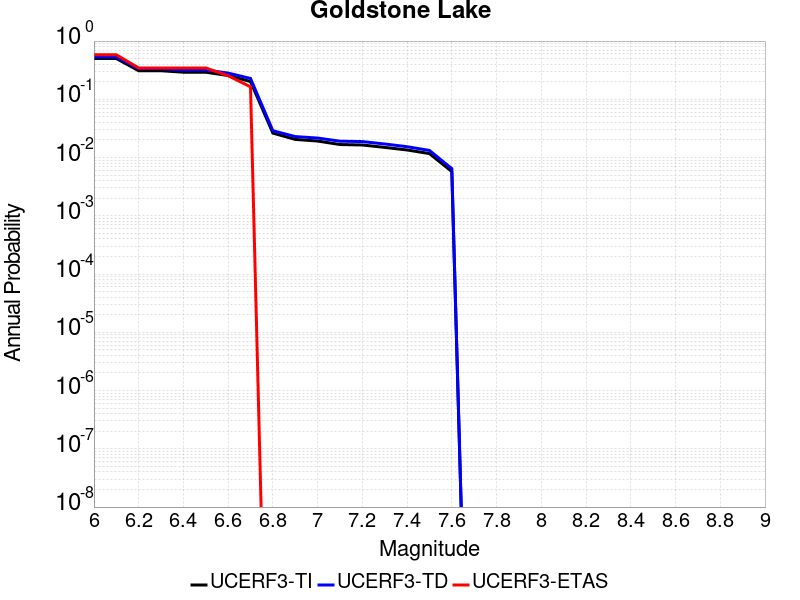 Goldstone Lake
Annual Probability
10^0
10^-1
10^-2
10^-3
10^-4
10^-5
10^-6
10^-7
10^-8
6 6.2 6.4 6.6 6.8 7 7.2 7.4 7.6 7.8 8 8.2 8.4 8.6 8.8 9
Magnitude
UCERF3-TI UCERF3-TD UCERF3-ETAS